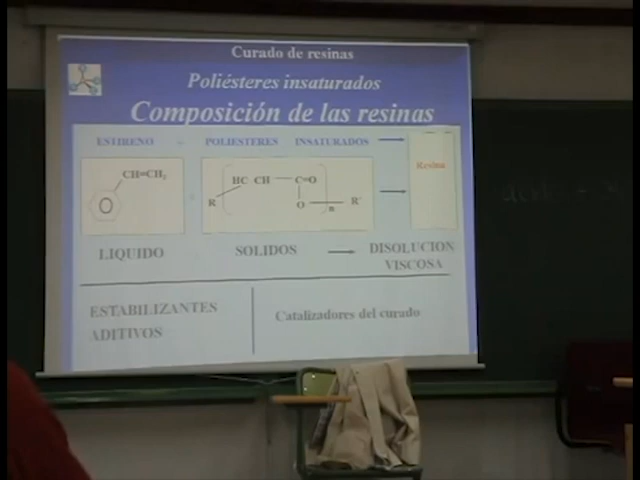 Curado de resinas
Poliésteres insaturados
Composición de las resinas
ESTIRENO + POLIESTERES INSATURADOS
CH=CH2
HC CH C=O
Resina
R O n R'
LIQUIDO SOLIDOS DISOLUCION
VISCOSA
ESTABILIZANTES
ADITIVOS
Catalizadores del curado